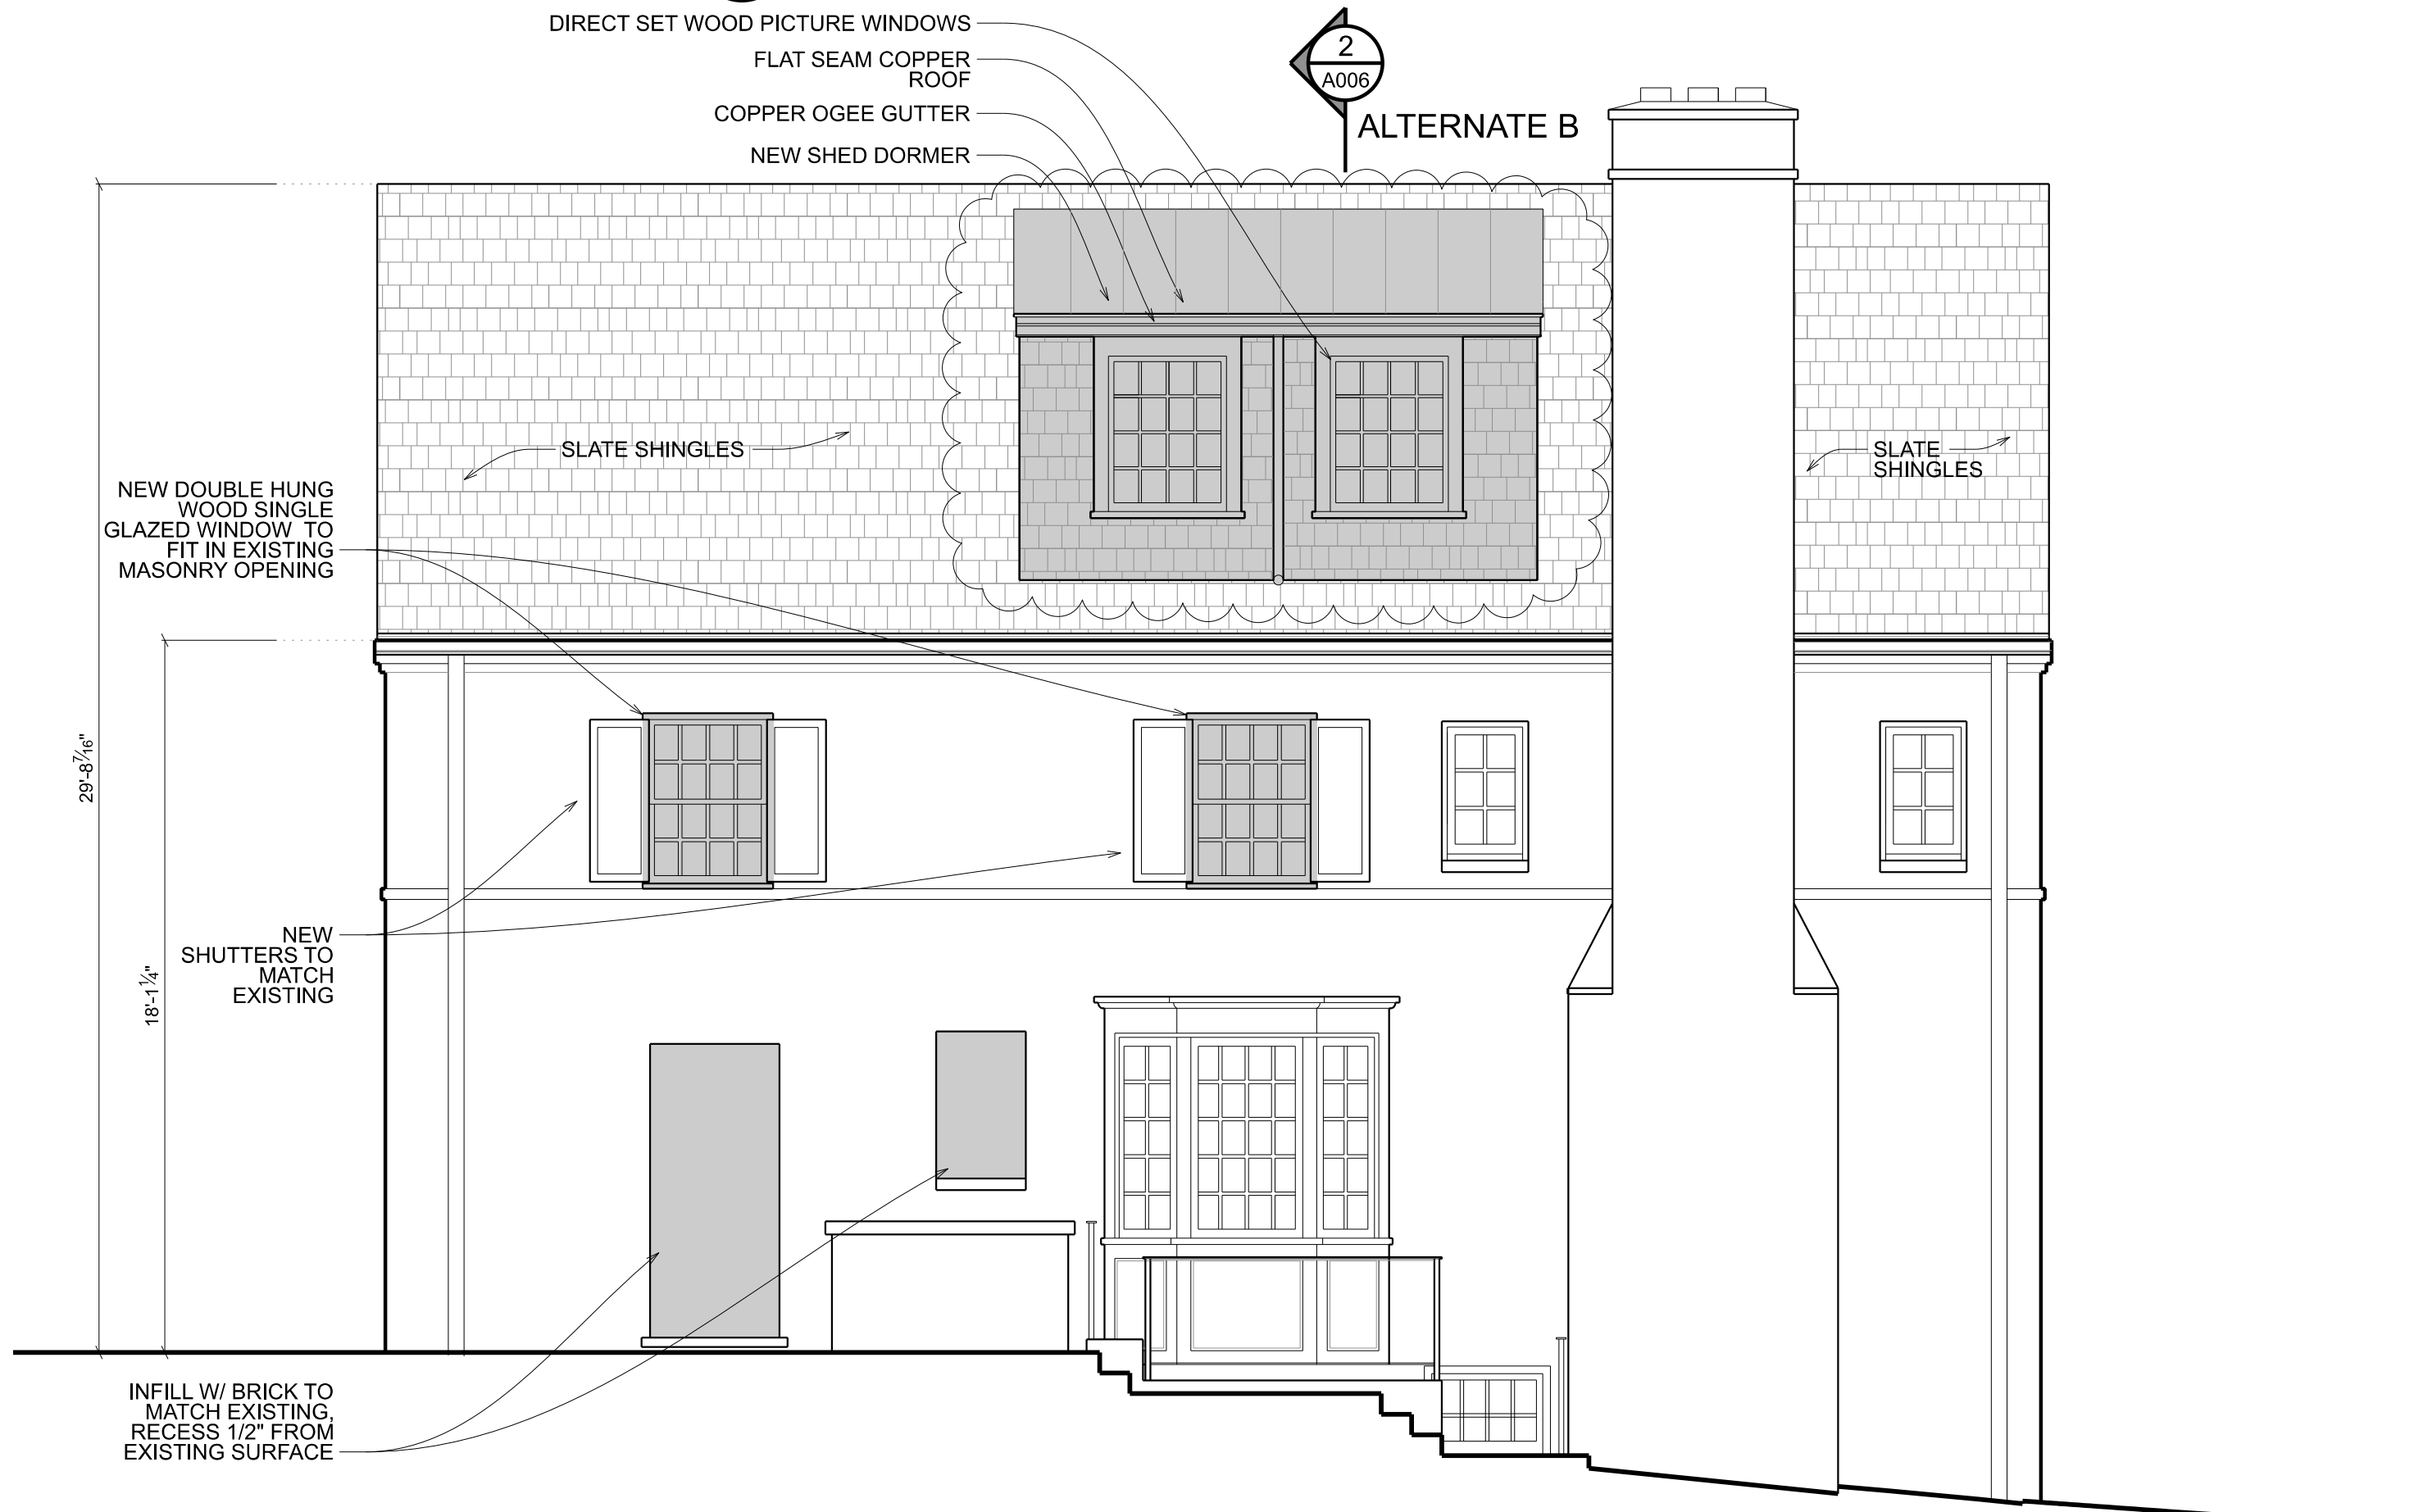 DIRECT SET WOOD PICTURE WINDOWS
FLAT SEAM COPPER
ROOF
COPPER OGEE GUTTER
NEW SHED DORMER
2
A006
ALTERNATE B
SLATE SHINGLES
SLATE
SHINGLES
NEW DOUBLE HUNG
WOOD SINGLE
GLAZED WINDOW TO
FIT IN EXISTING
MASONRY OPENING
29'-8 7/16"
18'-1 1/4"
NEW
SHUTTERS TO
MATCH
EXISTING
INFILL W/ BRICK TO
MATCH EXISTING,
RECESS 1/2" FROM
EXISTING SURFACE